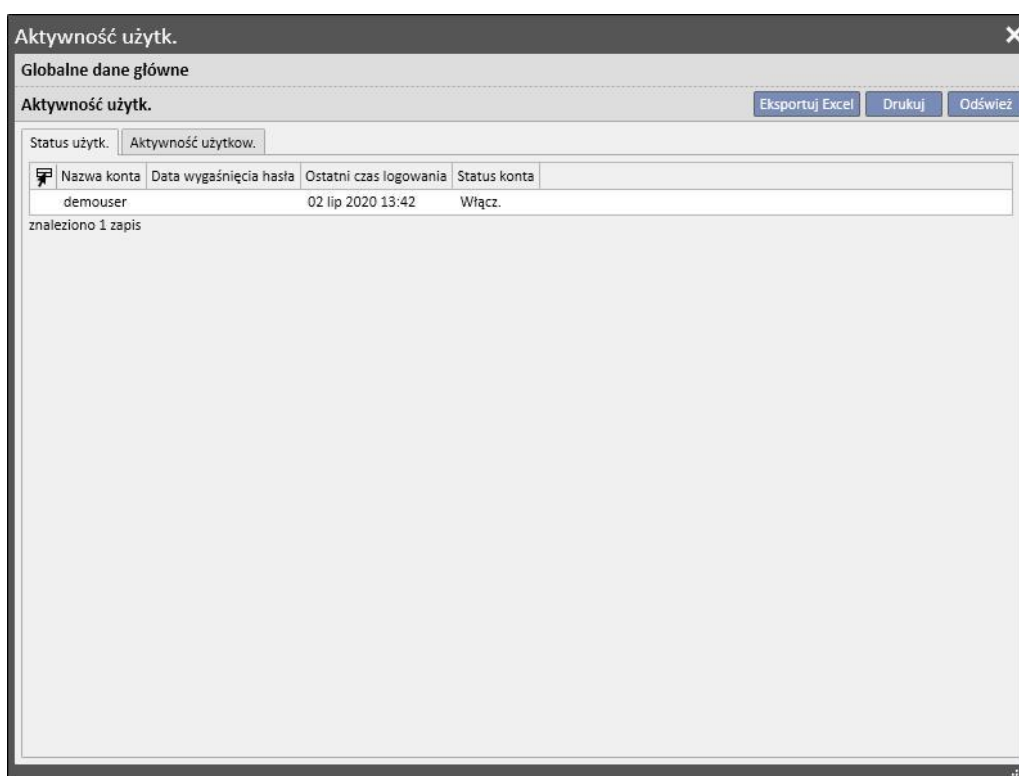 Aktywność użytk.
Globalne dane główne
Aktywność użytk. Eksportuj Excel Drukuj Odśwież
Status użytk. Aktywność użytkow.
Nazwa konta Data wygaśnięcia hasła Ostatni czas logowania Status konta
demouser 02 lip 2020 13:42 Włącz.
znaleziono 1 zapis